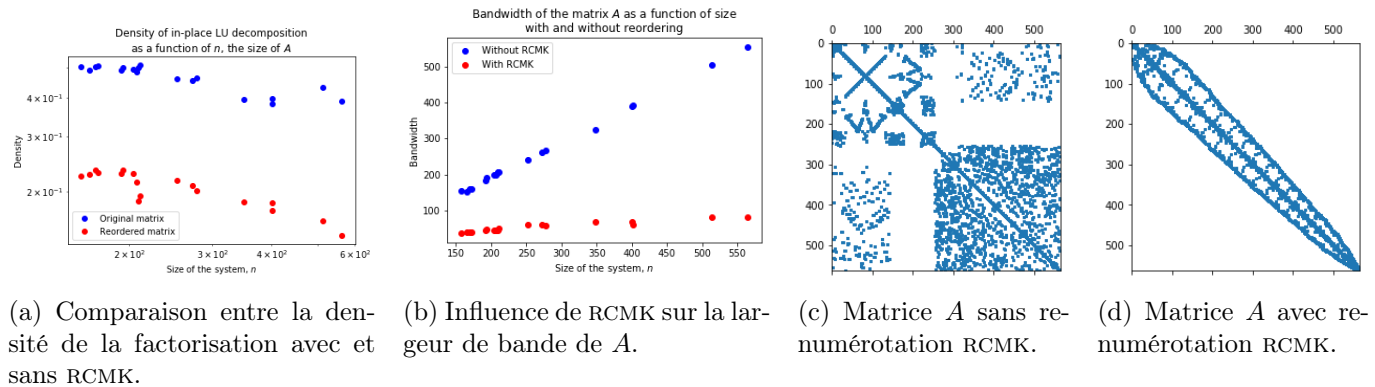 Density of in-place LU decomposition
as a function of n, the size of A
4 × 10⁻¹
3 × 10⁻¹
2 × 10⁻¹
Density
Original matrix
Reordered matrix
2 × 10² 3 × 10² 4 × 10² 6 × 10²
Size of the system, n
Bandwidth of the matrix A as a function of size
with and without reordering
Without RCMK
With RCMK
500
400
300
200
100
Bandwidth
150 200 250 300 350 400 450 500 550
Size of the system, n
0 100 200 300 400 500
0
100
200
300
400
500
0 100 200 300 400 500
0
100
200
300
400
500
(a) Comparaison entre la den-
sité de la factorisation avec et
sans RCMK.
(b) Influence de RCMK sur la lar-
geur de bande de A.
(c) Matrice A sans re-
numérotation RCMK.
(d) Matrice A avec re-
numérotation RCMK.